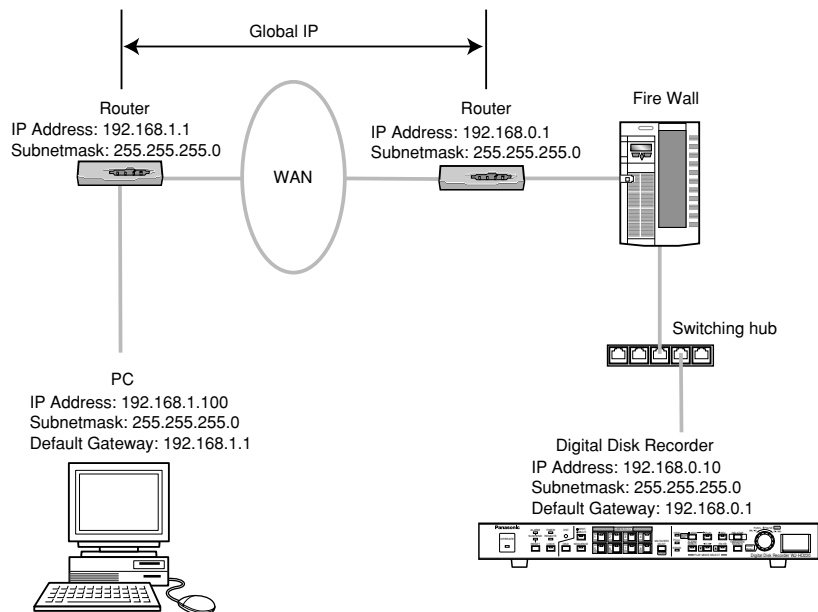 Global IP
Router
IP Address: 192.168.1.1
Subnetmask: 255.255.255.0
Router
IP Address: 192.168.0.1
Subnetmask: 255.255.255.0
Fire Wall
WAN
Switching hub
PC
IP Address: 192.168.1.100
Subnetmask: 255.255.255.0
Default Gateway: 192.168.1.1
Digital Disk Recorder
IP Address: 192.168.0.10
Subnetmask: 255.255.255.0
Default Gateway: 192.168.0.1
Panasonic
Digital Disk Recorder